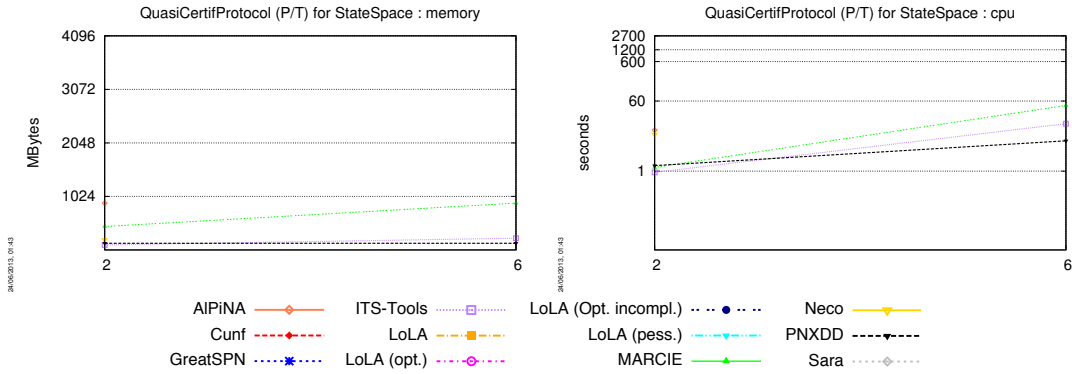 QuasiCertifProtocol (P/T) for StateSpace : memory
4096
3072
2048
1024
MBytes
2
6
24/06/2013, 01:43
QuasiCertifProtocol (P/T) for StateSpace : cpu
2700
1200
600
60
1
seconds
2
6
24/06/2013, 01:43
AlPiNA
Cunf
GreatSPN
ITS-Tools
LoLA
LoLA (opt.)
LoLA (Opt. incompl.)
LoLA (pess.)
MARCIE
Neco
PNXDD
Sara